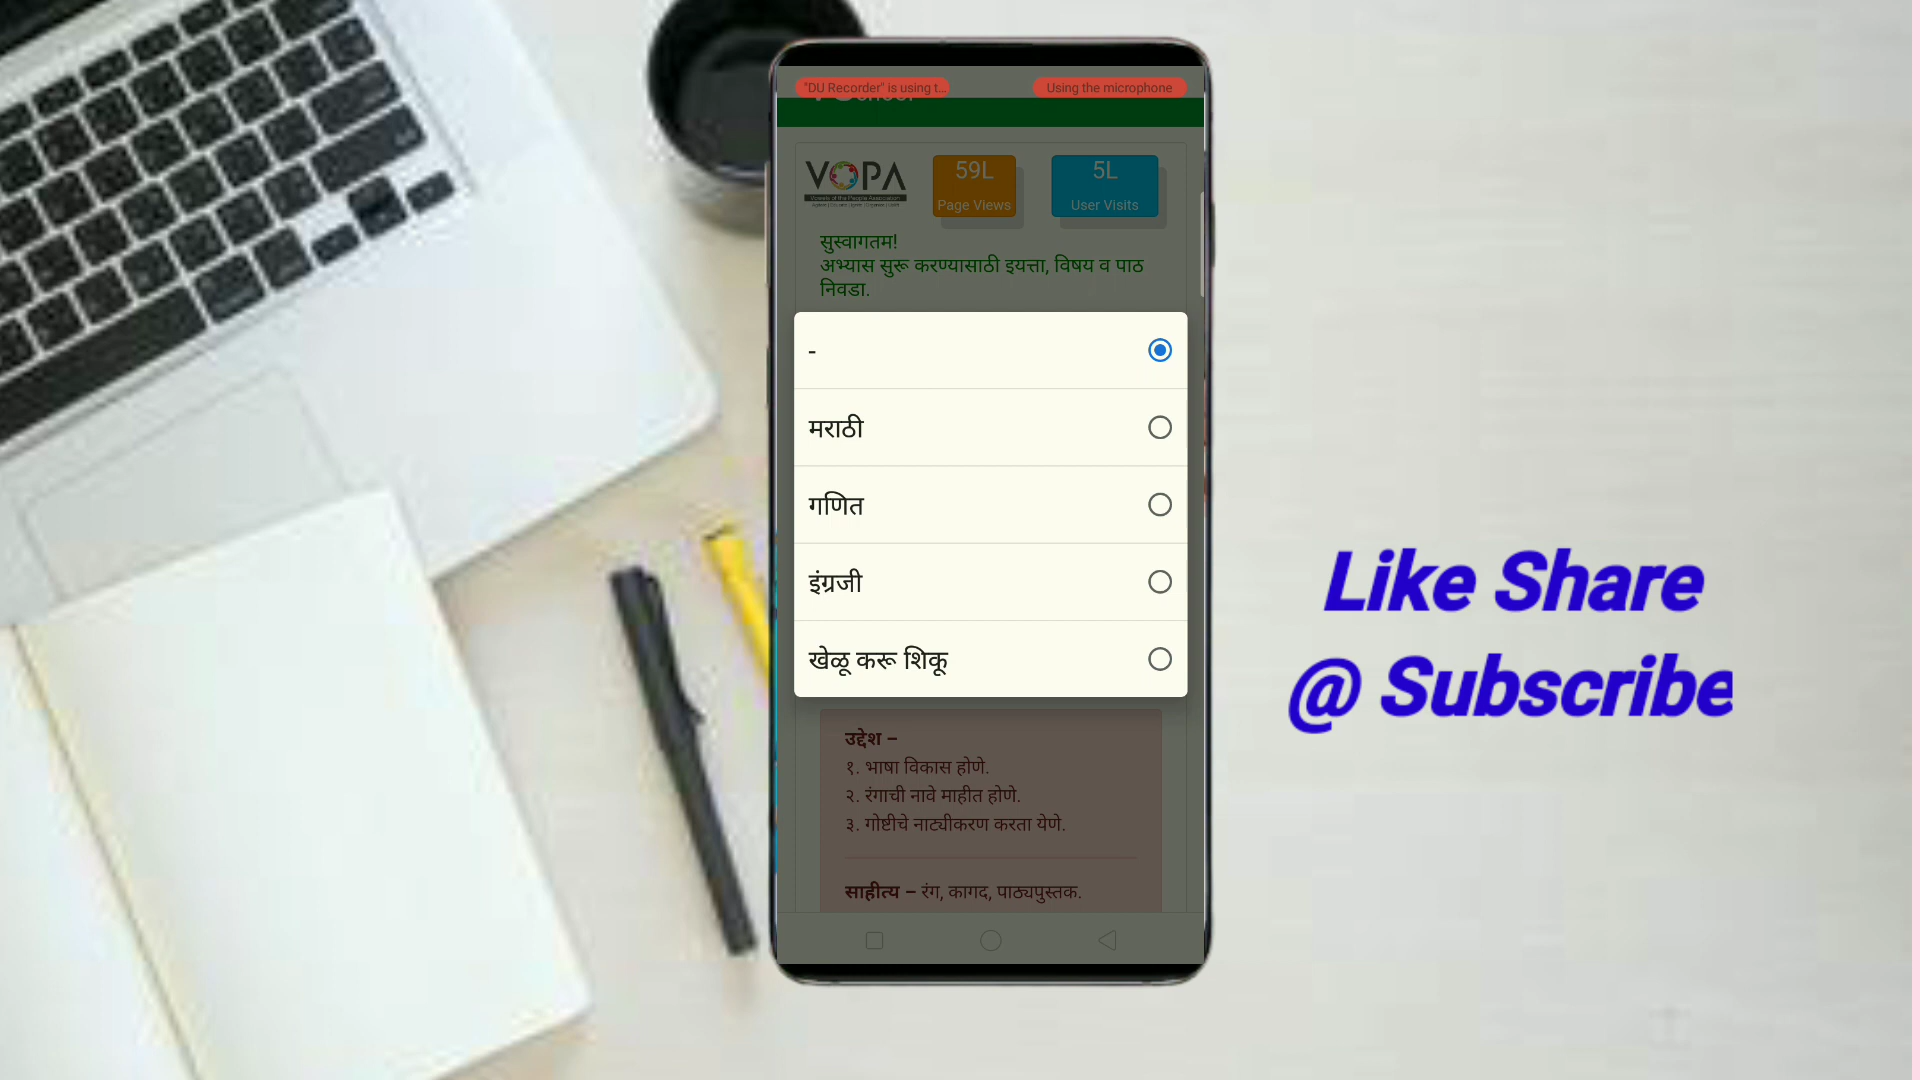 "DU Recorder" is using t...
Using the microphone
VOPA
59L
Page Views
5L
User Visits
सुस्वागतम!
अभ्यास सुरू करण्यासाठी इयत्ता, विषय व पाठ
निवडा.
-
मराठी
गणित
इंग्रजी
खेळू करू शिकू
उद्देश –
१. भाषा विकास होणे.
२. रंगाची नावे माहीत होणे.
३. गोष्टीचे नाट्यीकरण करता येणे.
साहीत्य – रंग, कागद, पाठ्यपुस्तक.
Like Share
@ Subscribe